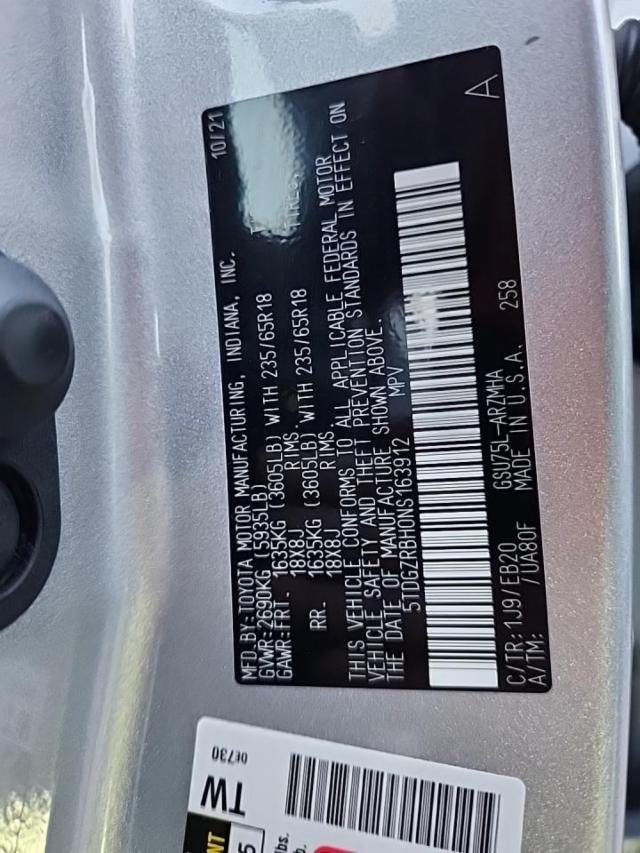 MFD.BY:TOYOTA MOTOR MANUFACTURING, INDIANA, INC. 10/21
GVWR:2690KG (5935LB)
GAWR:FRT. 1635KG (3605LB) WITH 235/65R18
18X8J RIMS.
RR. 1635KG (3605LB) WITH 235/65R18
18X8J RIMS.
THIS VEHICLE CONFORMS TO ALL APPLICABLE FEDERAL MOTOR
VEHICLE SAFETY AND THEFT PREVENTION STANDARDS IN EFFECT ON
THE DATE OF MANUFACTURE SHOWN ABOVE.
5TDGZRBH0NS163912 MPV
C/TR:1J9/EB20 GSU75L-ARZMHA
A/TM: /UA80F MADE IN U.S.A. 258
A
0E730
TW